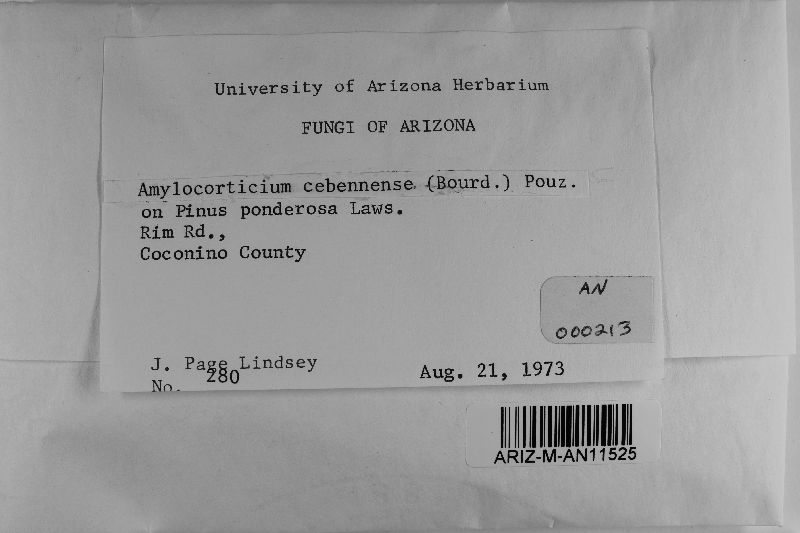 University of Arizona Herbarium
FUNGI OF ARIZONA
Amylocorticium cebennense (Bourd.) Pouz.
on Pinus ponderosa Laws.
Rim Rd.,
Coconino County
AN
000213
J. Page Lindsey
No. 280
Aug. 21, 1973
ARIZ-M-AN11525